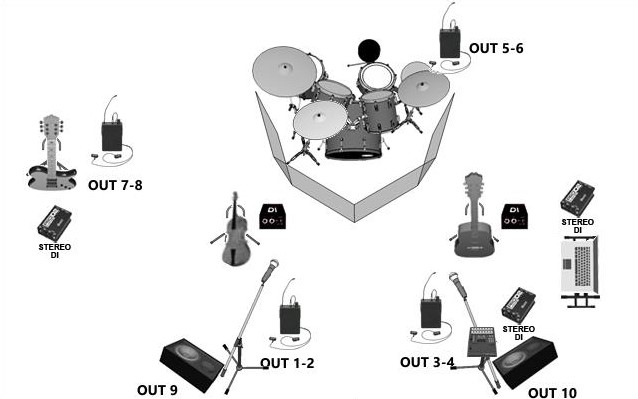 OUT 5-6
OUT 7-8
STEREO
DI
DI
DI
STEREO
DI
STEREO
DI
OUT 1-2
OUT 3-4
OUT 9
OUT 10